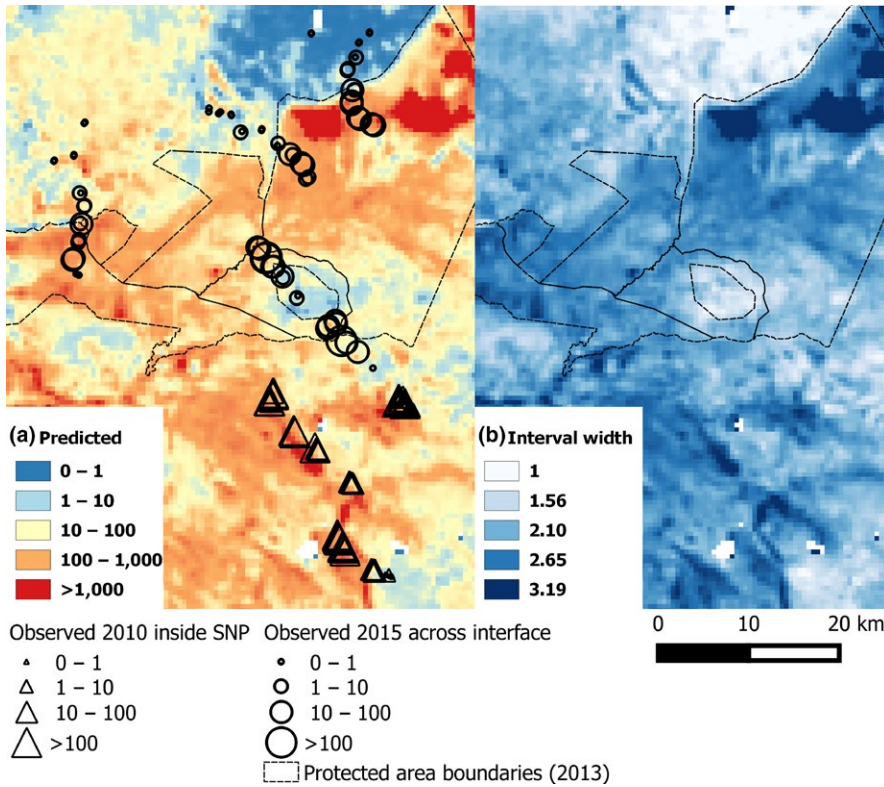 (a) Predicted
0 – 1
1 – 10
10 – 100
100 – 1,000
>1,000
(b) Interval width
1
1.56
2.10
2.65
3.19
0 10 20 km
Observed 2010 inside SNP
0 – 1
1 – 10
10 – 100
>100
Observed 2015 across interface
0 – 1
1 – 10
10 – 100
>100
Protected area boundaries (2013)